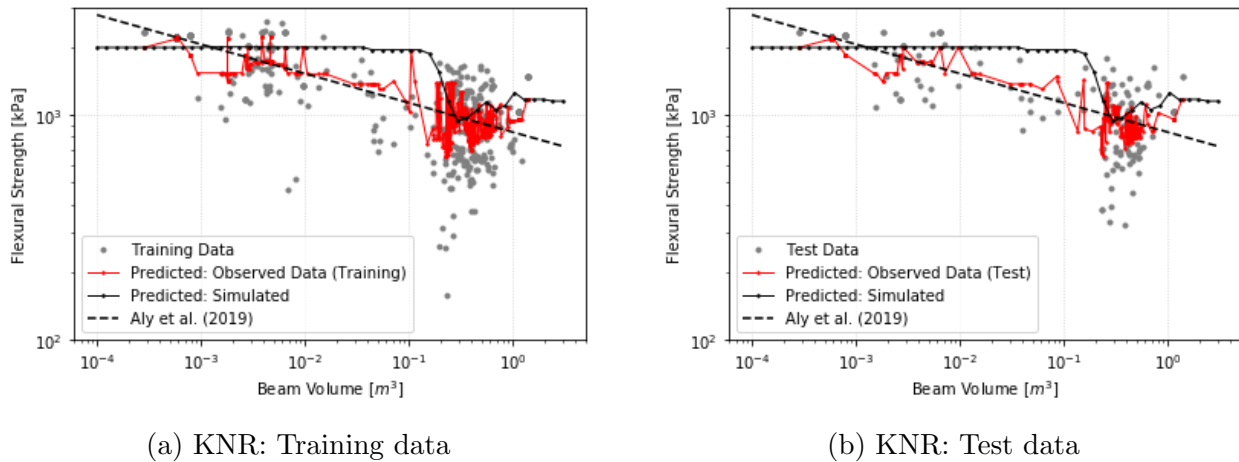 10^3
10^2
Flexural Strength [kPa]
Training Data
Predicted: Observed Data (Training)
Predicted: Simulated
Aly et al. (2019)
10^-4 10^-3 10^-2 10^-1 10^0
Beam Volume [m^3]
(a) KNR: Training data
10^3
10^2
Flexural Strength [kPa]
Test Data
Predicted: Observed Data (Test)
Predicted: Simulated
Aly et al. (2019)
10^-4 10^-3 10^-2 10^-1 10^0
Beam Volume [m^3]
(b) KNR: Test data